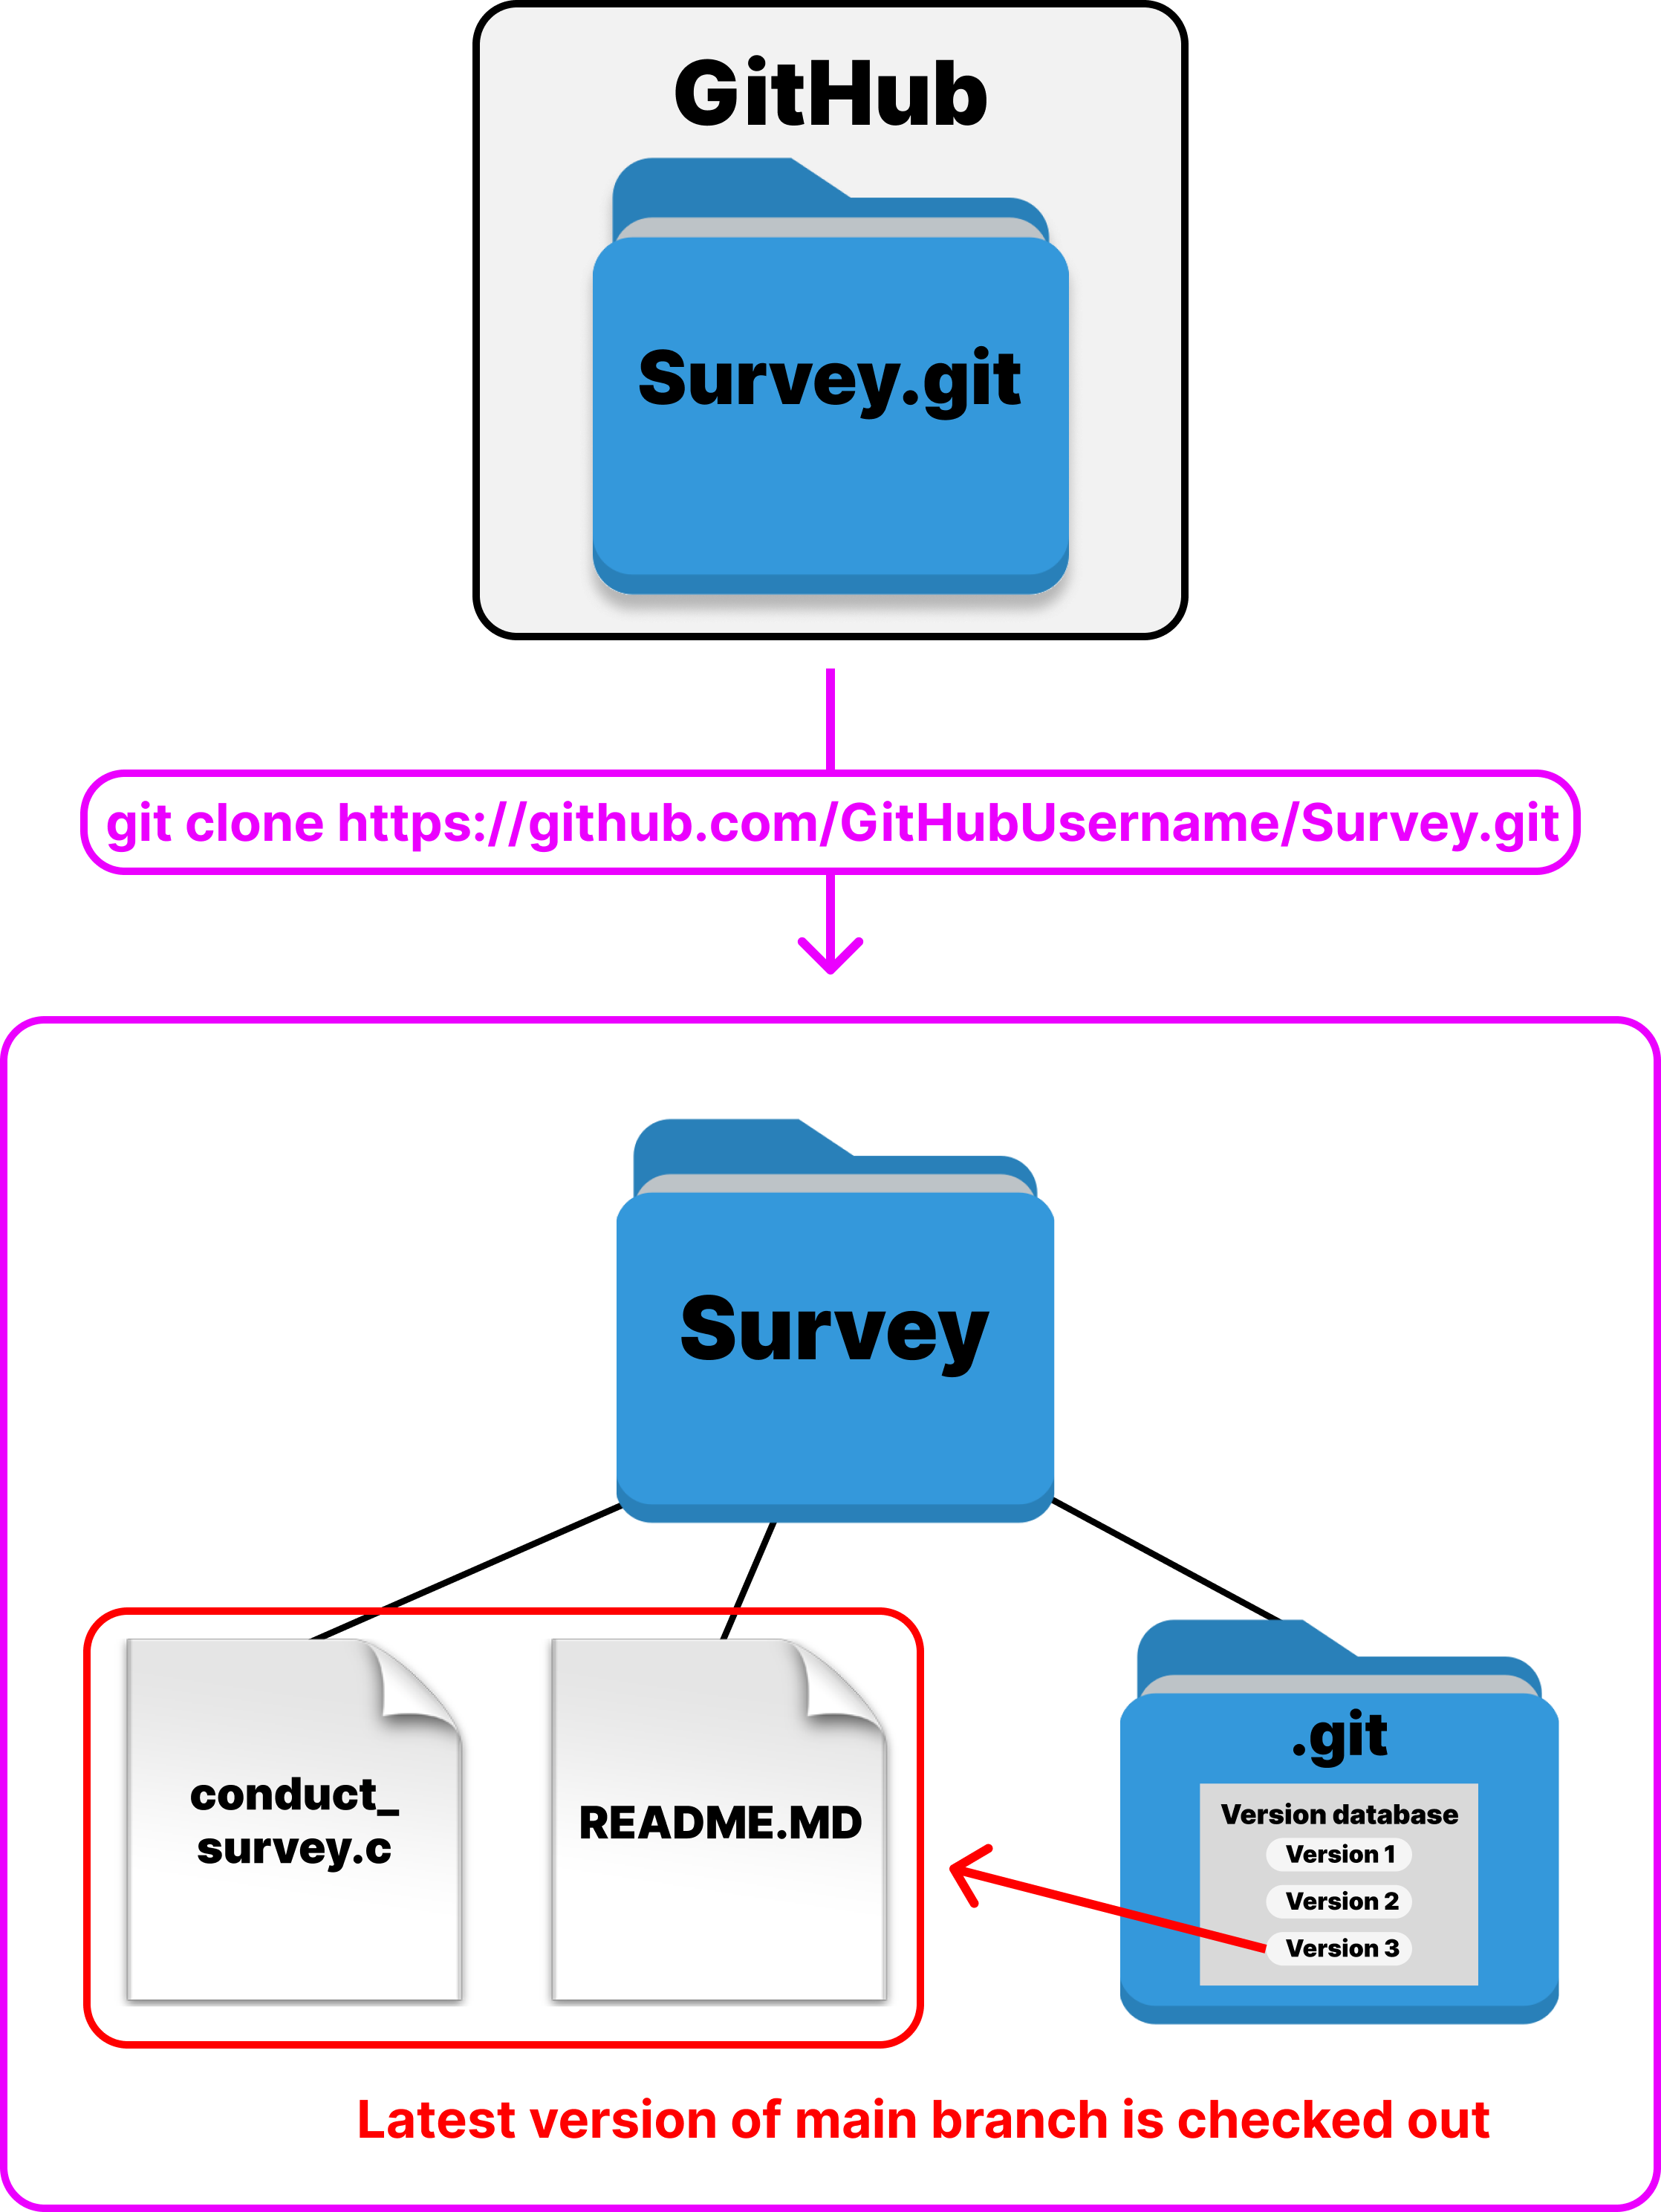 GitHub
Survey.git
git clone https://github.com/GitHubUsername/Survey.git
Survey
conduct_
survey.c
README.MD
.git
Version database
Version 1
Version 2
Version 3
Latest version of main branch is checked out